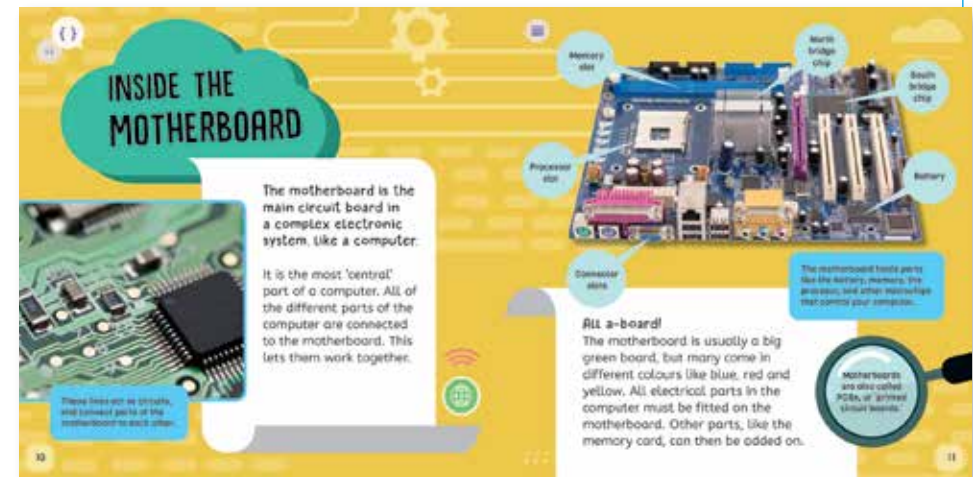 { }
INSIDE THE
MOTHERBOARD
The motherboard is the
main circuit board in
a complex electronic
system, like a computer.
It is the most 'central'
part of a computer. All of
the different parts of the
computer are connected
to the motherboard. This
lets them work together.
These lines act as circuits,
and connect parts of the
motherboard to each other.
10
Memory
slot
North
bridge
chip
South
bridge
chip
Processor
slot
Battery
Connector
slots
The motherboard holds parts
like the battery, memory, the
processor, and other microchips
that control your computer.
All a-board!
The motherboard is usually a big
green board, but many come in
different colours like blue, red and
yellow. All electrical parts in the
computer must be fitted on the
motherboard. Other parts, like the
memory card, can then be added on.
Motherboards
are also called
PCBs, or 'printed
circuit boards.'
11